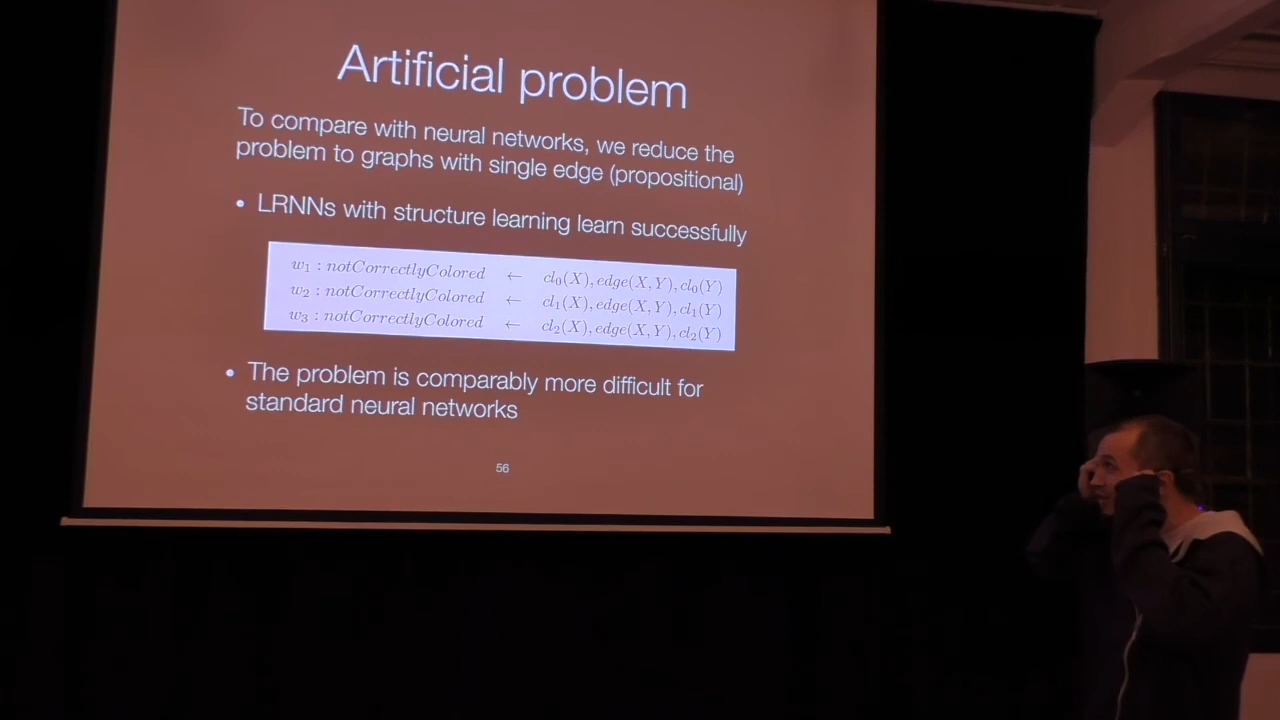 Artificial problem
To compare with neural networks, we reduce the
problem to graphs with single edge (propositional)
• LRNNs with structure learning learn successfully
w₁ : notCorrectlyColored ← cl₀(X), edge(X,Y), cl₀(Y)
w₂ : notCorrectlyColored ← cl₁(X), edge(X,Y), cl₁(Y)
w₃ : notCorrectlyColored ← cl₂(X), edge(X,Y), cl₂(Y)
• The problem is comparably more difficult for
standard neural networks
56